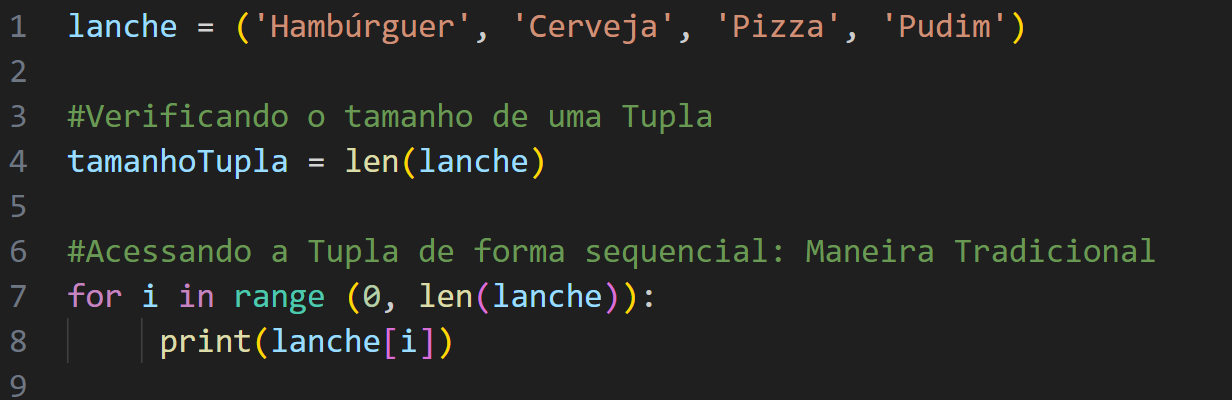 1 lanche = ('Hambúrguer', 'Cerveja', 'Pizza', 'Pudim')
2
3 #Verificando o tamanho de uma Tupla
4 tamanhoTupla = len(lanche)
5
6 #Acessando a Tupla de forma sequencial: Maneira Tradicional
7 for i in range (0, len(lanche)):
8      print(lanche[i])
9